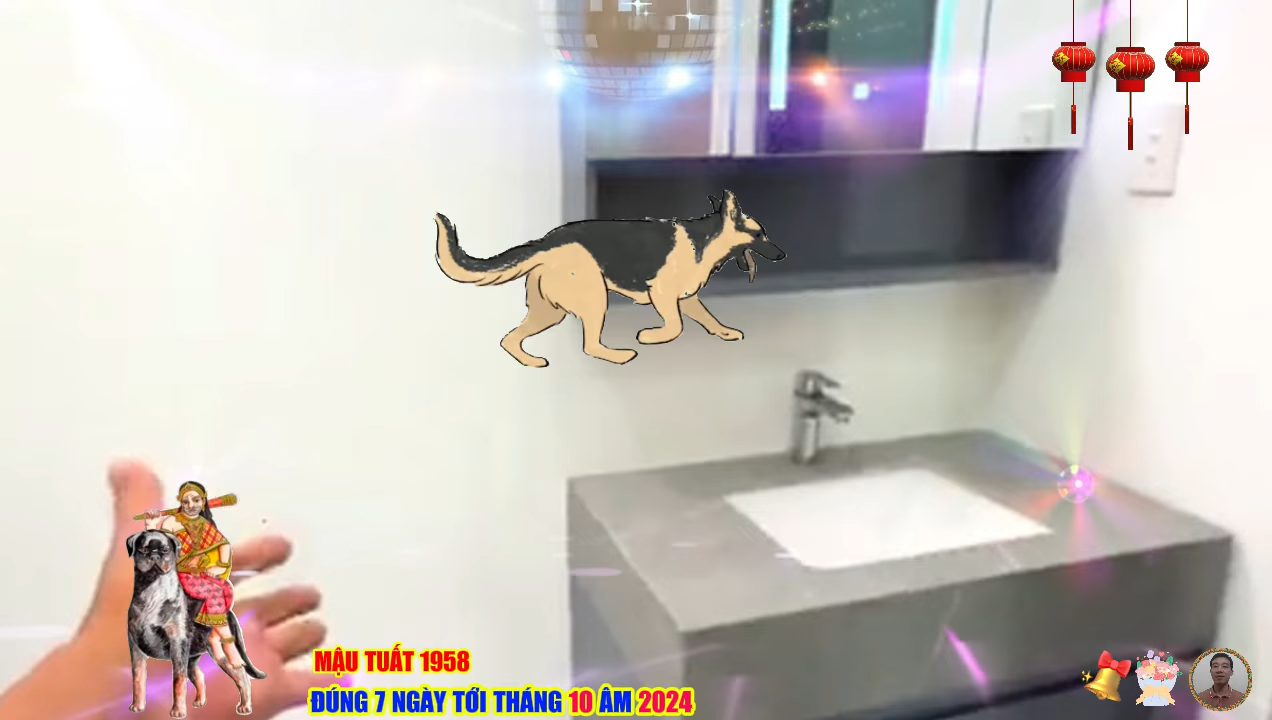 MẬU TUẤT 1958
ĐÚNG 7 NGÀY TỚI THÁNG 10 ÂM 2024